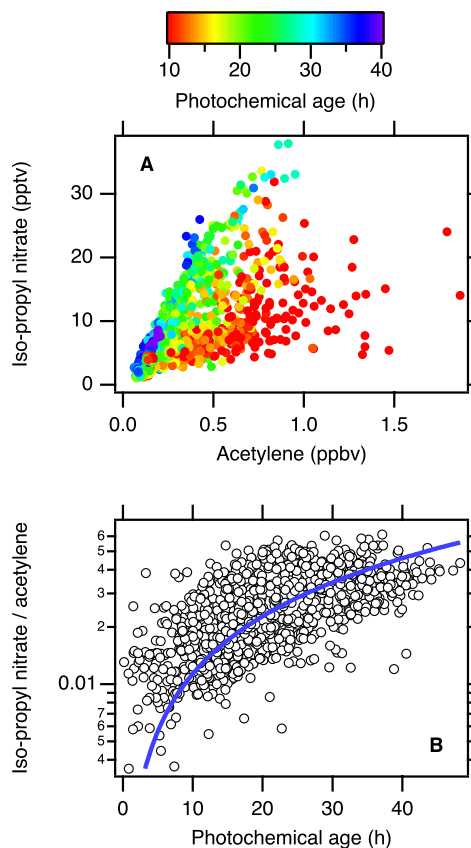 10 20 30 40
Photochemical age (h)
A
Iso-propyl nitrate (pptv)
30
20
10
0
0.0 0.5 1.0 1.5
Acetylene (ppbv)
Iso-propyl nitrate / acetylene
6
5
4
3
2
0.01
7
6
5
4
B
0 10 20 30 40
Photochemical age (h)